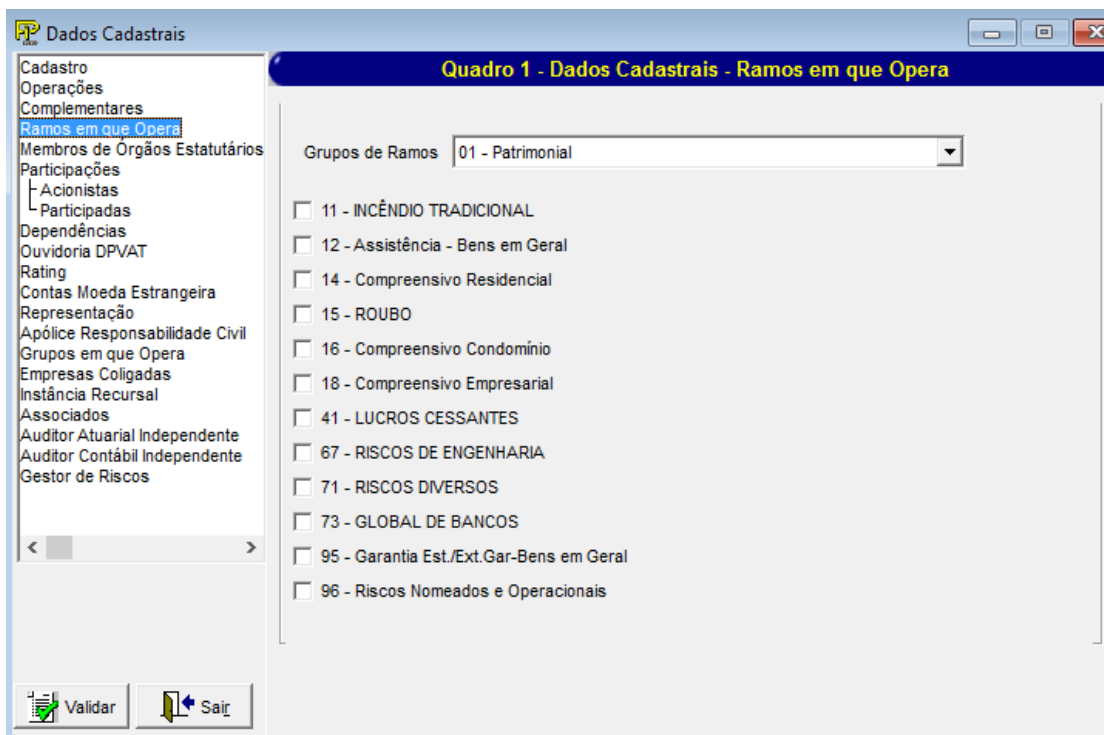 Dados Cadastrais
Cadastro
Operações
Complementares
Ramos em que Opera
Membros de Órgãos Estatutários
Participações
Acionistas
Participadas
Dependências
Ouvidoria DPVAT
Rating
Contas Moeda Estrangeira
Representação
Apólice Responsabilidade Civil
Grupos em que Opera
Empresas Coligadas
Instância Recursal
Associados
Auditor Atuarial Independente
Auditor Contábil Independente
Gestor de Riscos
Validar
Sair
Quadro 1 - Dados Cadastrais - Ramos em que Opera
Grupos de Ramos 01 - Patrimonial
11 - INCÊNDIO TRADICIONAL
12 - Assistência - Bens em Geral
14 - Compreensivo Residencial
15 - ROUBO
16 - Compreensivo Condomínio
18 - Compreensivo Empresarial
41 - LUCROS CESSANTES
67 - RISCOS DE ENGENHARIA
71 - RISCOS DIVERSOS
73 - GLOBAL DE BANCOS
95 - Garantia Est./Ext.Gar-Bens em Geral
96 - Riscos Nomeados e Operacionais